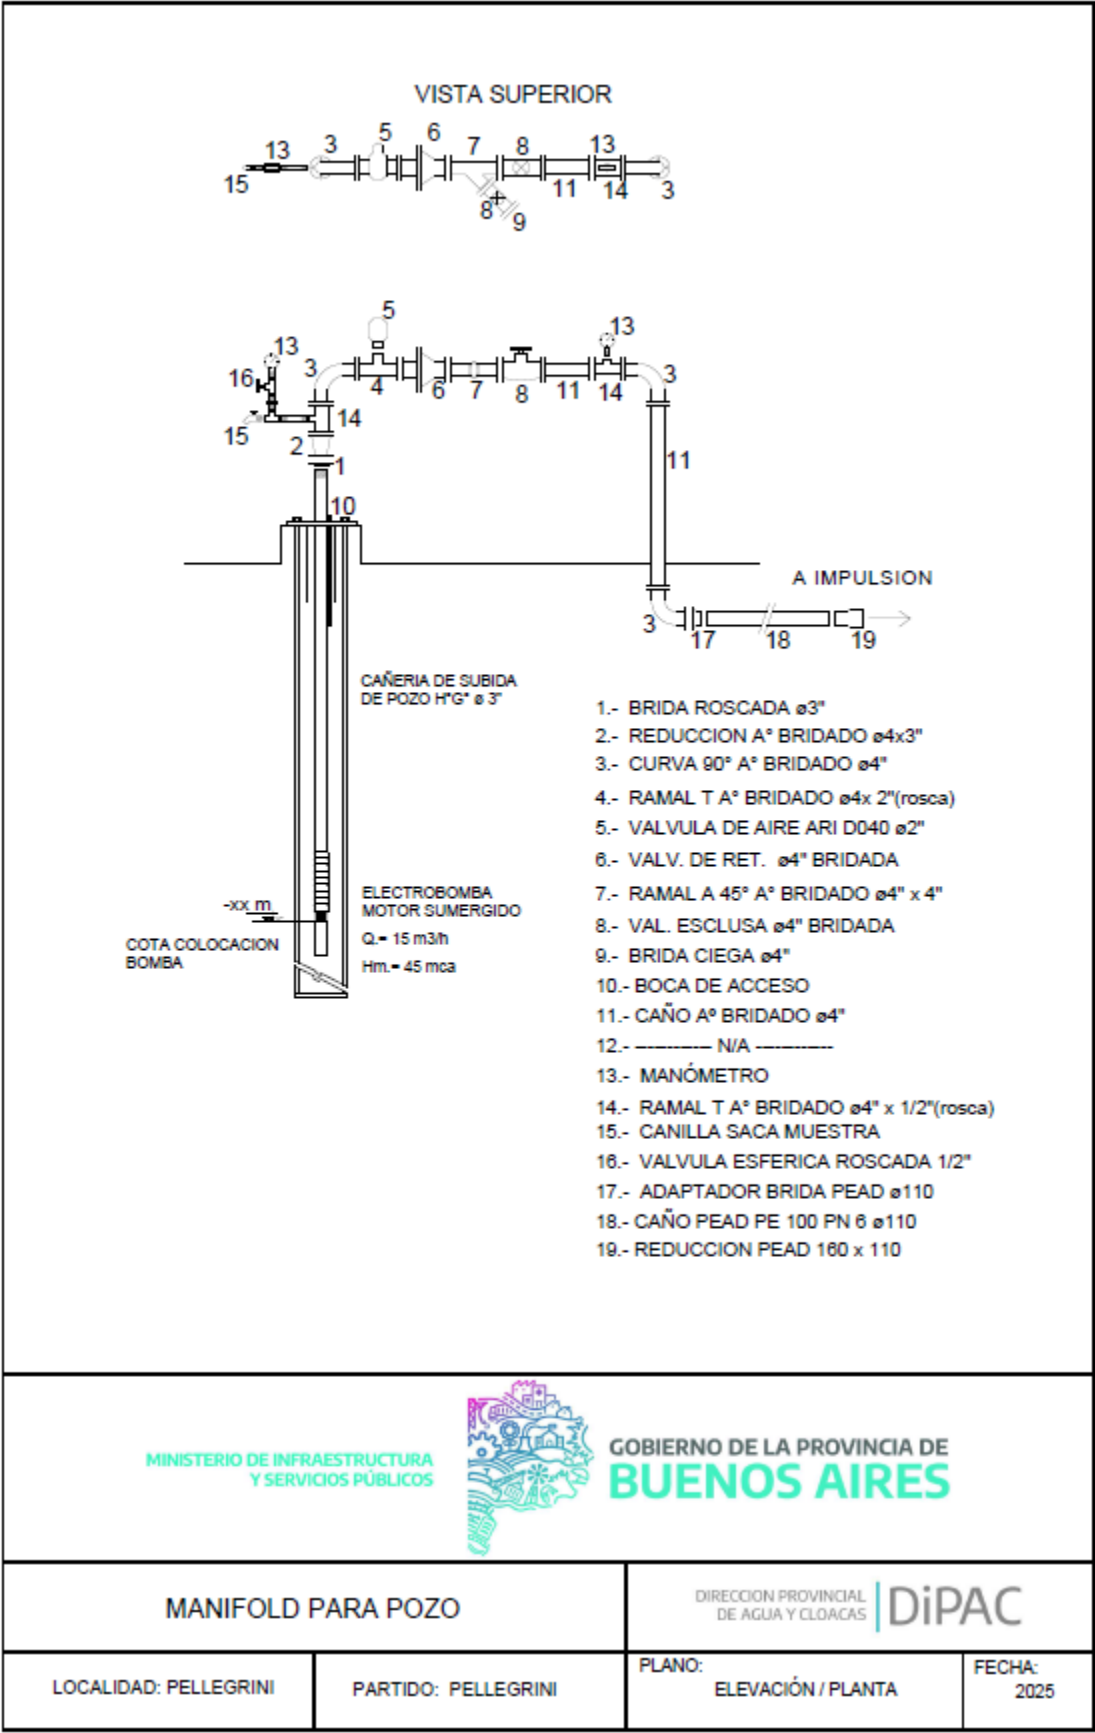 VISTA SUPERIOR
13 3 5 6 7 8 13
15 8 9 11 14 3
5
13
13
3
3
16
4 6 7 8 11 14
14
15
2
1
11
10
A IMPULSION
3 17 18 19
CAÑERIA DE SUBIDA
DE POZO H°G° ø 3"
ELECTROBOMBA
MOTOR SUMERGIDO
Q.= 15 m3/h
Hm.= 45 mca
-xx m
COTA COLOCACION
BOMBA
1.- BRIDA ROSCADA ø3"
2.- REDUCCION A° BRIDADO ø4x3"
3.- CURVA 90° A° BRIDADO ø4"
4.- RAMAL T A° BRIDADO ø4x 2"(rosca)
5.- VALVULA DE AIRE ARI D040 ø2"
6.- VALV. DE RET. ø4" BRIDADA
7.- RAMAL A 45° A° BRIDADO ø4" x 4"
8.- VAL. ESCLUSA ø4" BRIDADA
9.- BRIDA CIEGA ø4"
10.- BOCA DE ACCESO
11.- CAÑO Aº BRIDADO ø4"
12.- ------------ N/A ------------
13.- MANÓMETRO
14.- RAMAL T A° BRIDADO ø4" x 1/2"(rosca)
15.- CANILLA SACA MUESTRA
16.- VALVULA ESFERICA ROSCADA 1/2"
17.- ADAPTADOR BRIDA PEAD ø110
18.- CAÑO PEAD PE 100 PN 6 ø110
19.- REDUCCION PEAD 160 x 110
MINISTERIO DE INFRAESTRUCTURA
Y SERVICIOS PÚBLICOS
GOBIERNO DE LA PROVINCIA DE
BUENOS AIRES
MANIFOLD PARA POZO
DIRECCION PROVINCIAL
DE AGUA Y CLOACAS
DiPAC
LOCALIDAD: PELLEGRINI
PARTIDO: PELLEGRINI
PLANO:
ELEVACIÓN / PLANTA
FECHA:
2025